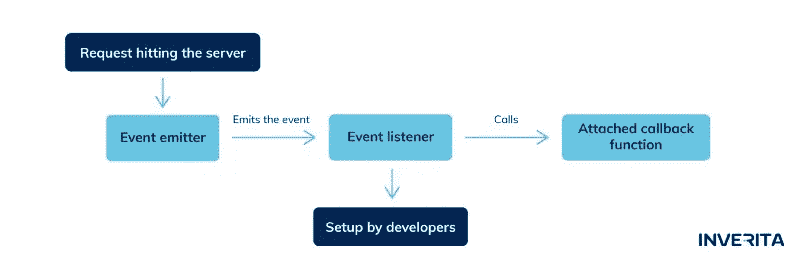 Request hitting the server
Event emitter
Emits the event
Event listener
Calls
Attached callback
function
Setup by developers
INVERITA